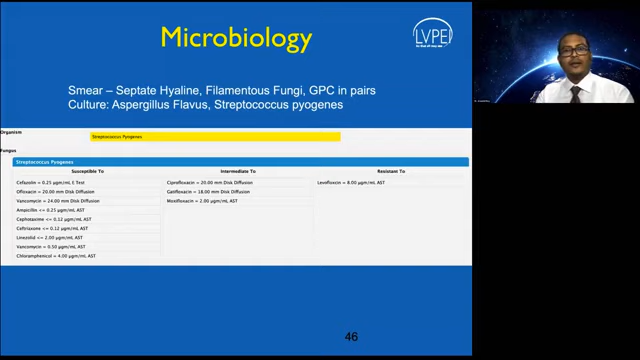 Microbiology
LVPEI
Smear – Septate Hyaline, Filamentous Fungi, GPC in pairs
Culture: Aspergillus Flavus, Streptococcus pyogenes
Organism
Streptococcus Pyogenes
Fungus
Streptococcus Pyogenes
Susceptible To
Intermediate To
Resistant To
Cefazolin = 0.25 µgm/mL E Test
Ciprofloxacin = 20.00 mm Disk Diffusion
Levofloxcin = 8.00 µgm/mL AST
Ofloxacin = 20.00 mm Disk Diffusion
Gatifloxacin = 18.00 mm Disk Diffusion
Vancomycin = 24.00 mm Disk Diffusion
Moxifloxacin = 2.00 µgm/mL AST
Ampicillin <= 0.25 µgm/mL AST
Cephotaxime <= 0.12 µgm/mL AST
Ceftriaxone <= 0.12 µgm/mL AST
Linezolid <= 2.00 µgm/mL AST
Vancomycin = 0.50 µgm/mL AST
Chloramphenicol = 4.00 µgm/mL AST
46